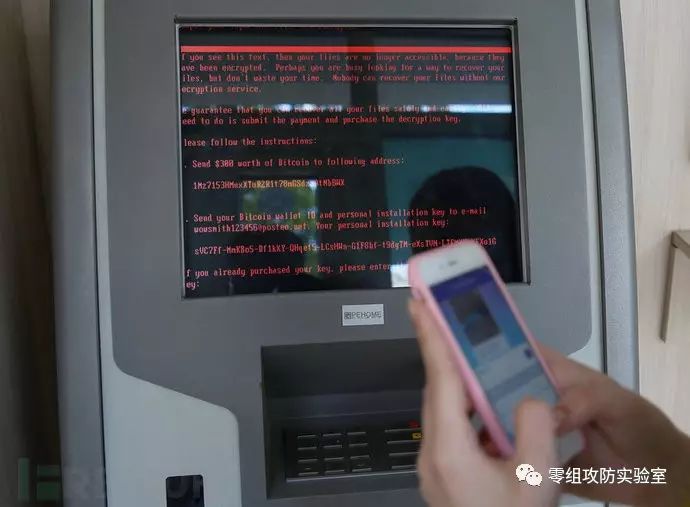 f you see this text, then your files are no longer accessible, because they
ave been encrypted. Perhaps you are busy looking for a way to recover your
iles, but don't waste your time. Nobody can recover your files without our
ecryption service.
e guarantee that you can recover all your files safely and
eed to do is submit the payment and purchase the decryption key.
lease follow the instructions:
. Send $300 worth of Bitcoin to following address:
. Send your Bitcoin wallet ID and personal installation key to e-mail
wowsmith123456@posteo.net. Your personal installation key:
f you already purchased your key, please enter
key:
REHOME
零组攻防实验室